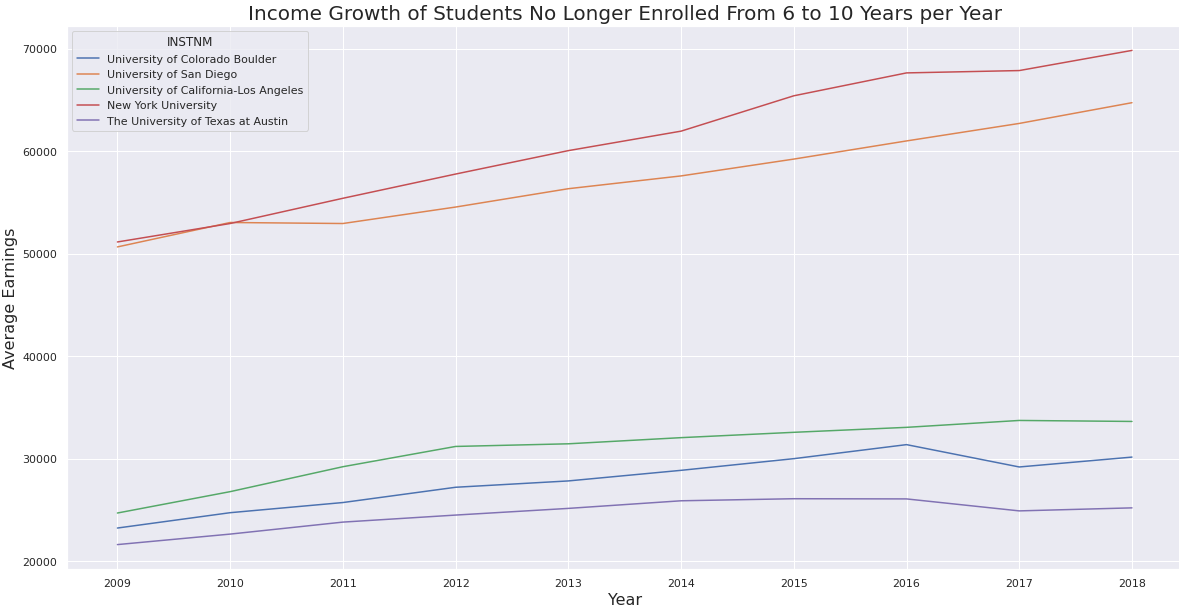 Income Growth of Students No Longer Enrolled From 6 to 10 Years per Year
INSTNM
University of Colorado Boulder
University of San Diego
University of California-Los Angeles
New York University
The University of Texas at Austin
70000
60000
50000
40000
30000
20000
Average Earnings
2009 2010 2011 2012 2013 2014 2015 2016 2017 2018
Year